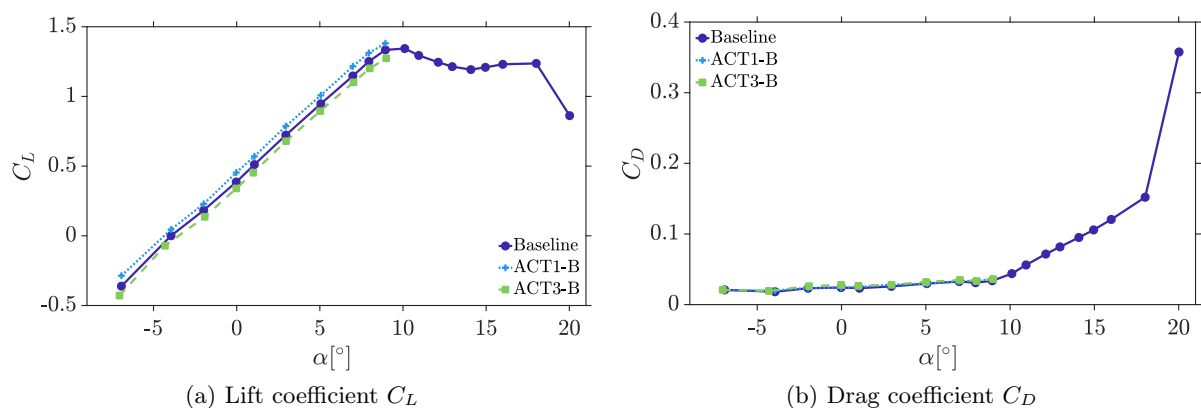 1.5
1
0.5
0
-0.5
C_L
-5
0
5
10
15
20
α[°]
Baseline
ACT1-B
ACT3-B
(a) Lift coefficient C_L
0.4
0.3
0.2
0.1
0
C_D
-5
0
5
10
15
20
α[°]
Baseline
ACT1-B
ACT3-B
(b) Drag coefficient C_D